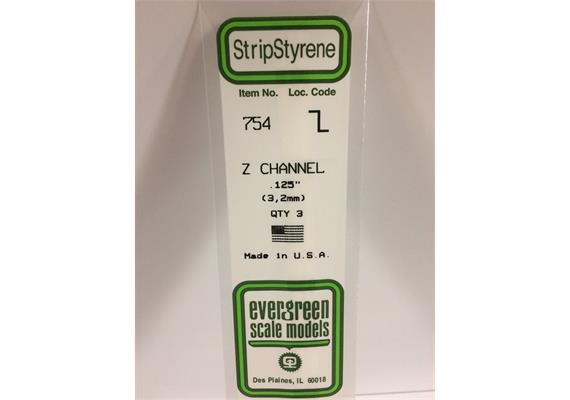 StripStyrene
Item No. Loc. Code
754
Z CHANNEL
.125"
(3,2mm)
QTY 3
Made in U.S.A.
evergreen
scale models
Des Plaines, IL 60018